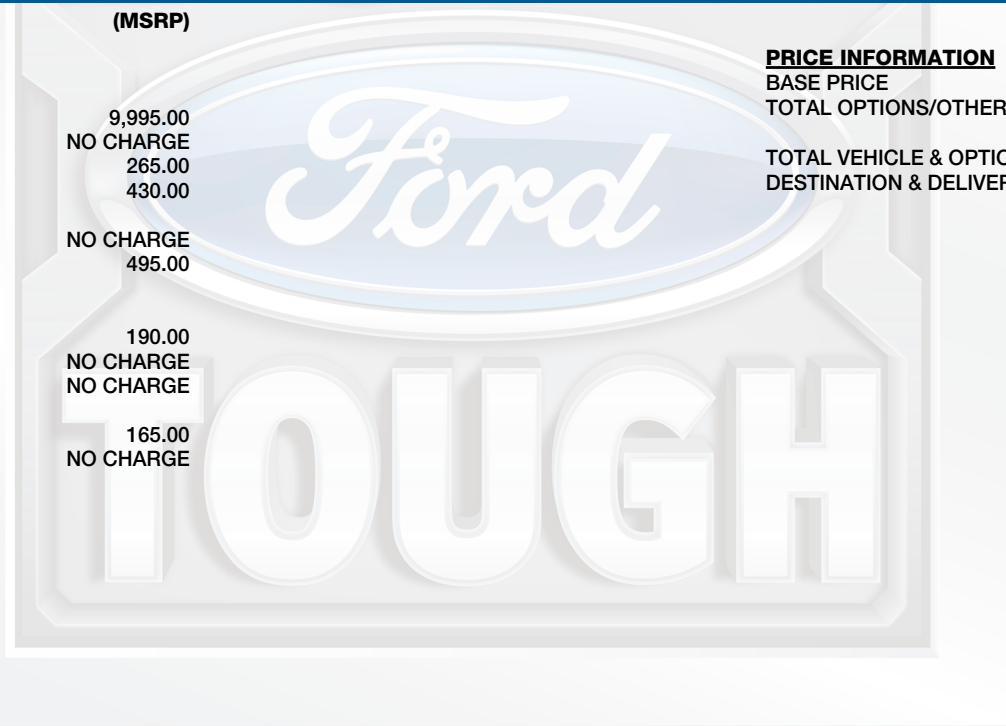 (MSRP)
9,995.00
NO CHARGE
265.00
430.00
NO CHARGE
495.00
190.00
NO CHARGE
NO CHARGE
165.00
NO CHARGE
PRICE INFORMATION
BASE PRICE
TOTAL OPTIONS/OTHER
TOTAL VEHICLE & OPTIO
DESTINATION & DELIVER
Ford
TOUGH